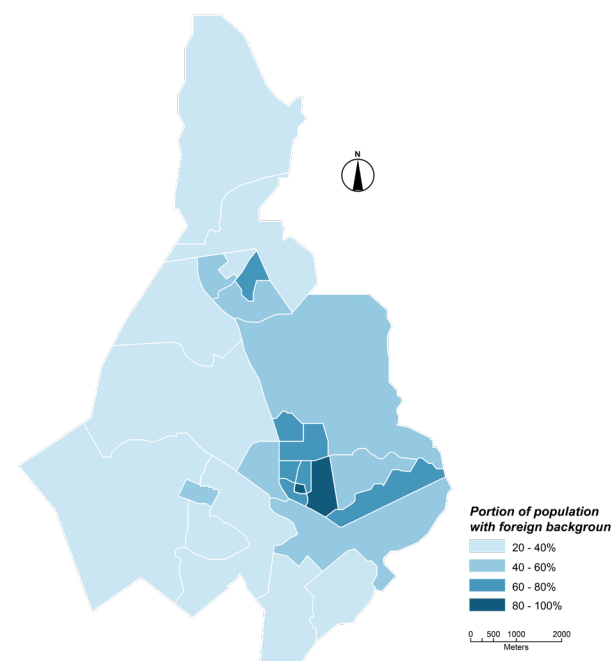 N
Portion of population
with foreign backgroun
20 - 40%
40 - 60%
60 - 80%
80 - 100%
0 500 1000 2000
Meters